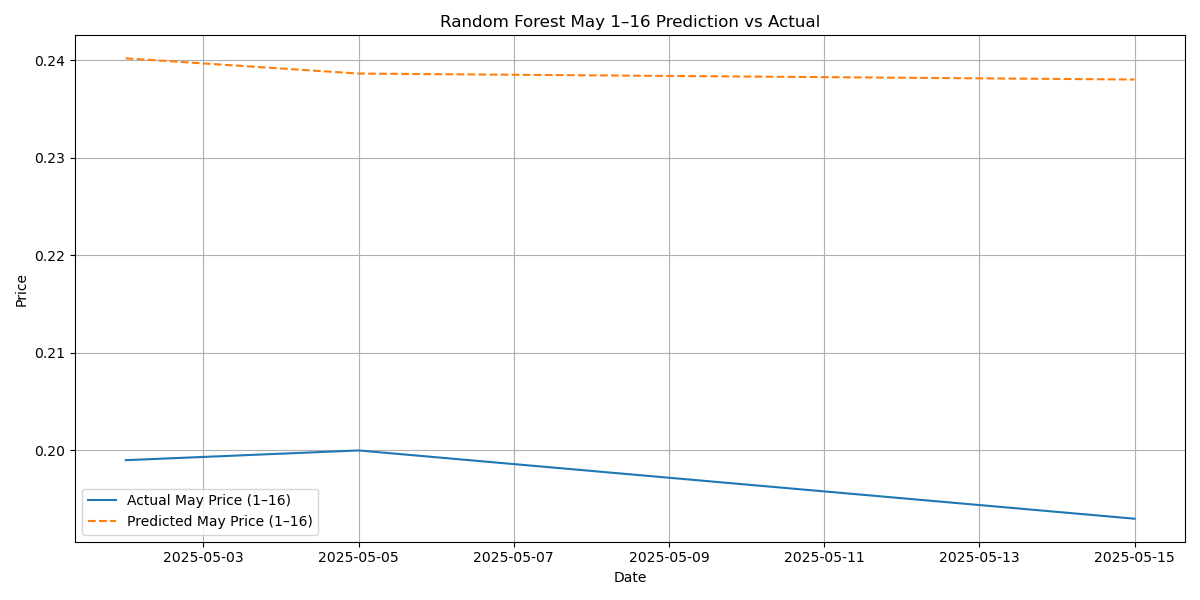 Random Forest May 1–16 Prediction vs Actual
0.24
0.23
0.22
0.21
0.20
Price
Actual May Price (1–16)
Predicted May Price (1–16)
2025-05-03 2025-05-05 2025-05-07 2025-05-09 2025-05-11 2025-05-13 2025-05-15
Date